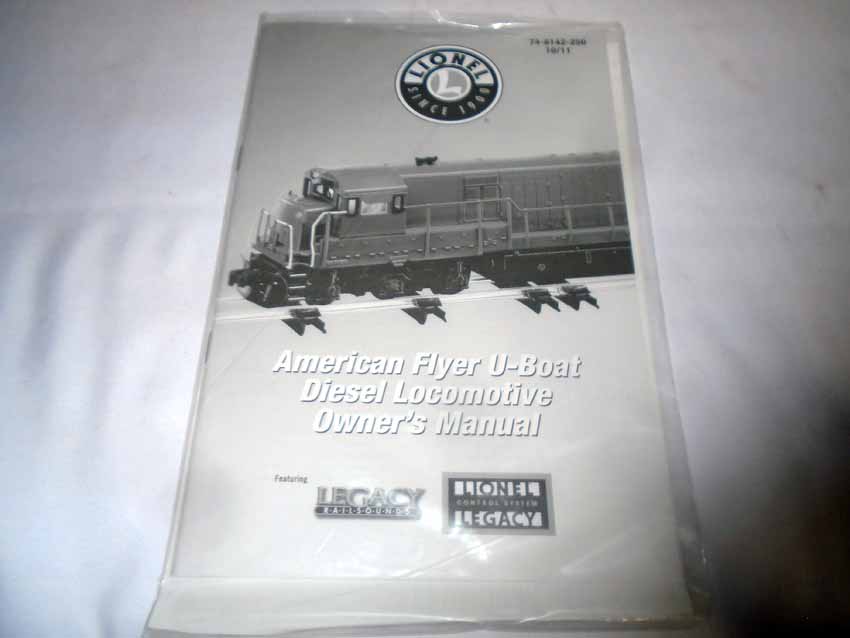 74-8142-250
10/11
LIONEL
L
SINCE 1900
®
American Flyer U-Boat
Diesel Locomotive
Owner's Manual
Featuring
LEGACY
RAILSOUNDS
LIONEL
CONTROL SYSTEM
LEGACY